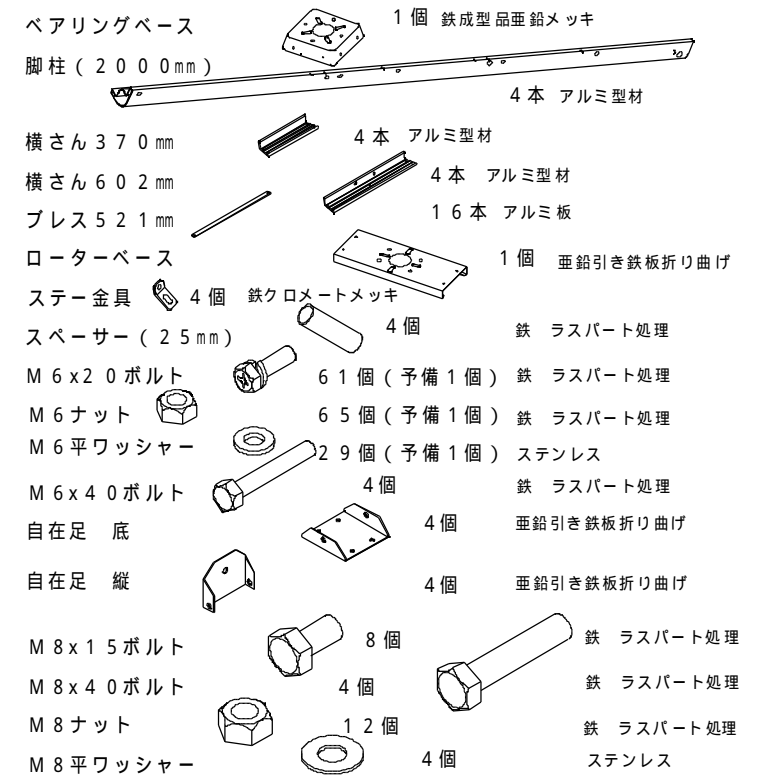 ベアリングベース 1個 鉄成型品亜鉛メッキ
脚柱(2000㎜) 4本 アルミ型材
横さん370㎜ 4本 アルミ型材
横さん602㎜ 4本 アルミ型材
ブレス521㎜ 16本 アルミ板
ローターベース 1個 亜鉛引き鉄板折り曲げ
ステー金具 4個 鉄クロメートメッキ
スペーサー(25㎜) 4個 鉄 ラスパート処理
M6x20ボルト 61個(予備1個) 鉄 ラスパート処理
M6ナット 65個(予備1個) 鉄 ラスパート処理
M6平ワッシャー 29個(予備1個) ステンレス
M6x40ボルト 4個 鉄 ラスパート処理
自在足 底 4個 亜鉛引き鉄板折り曲げ
自在足 縦 4個 亜鉛引き鉄板折り曲げ
M8x15ボルト 8個 鉄 ラスパート処理
M8x40ボルト 4個 鉄 ラスパート処理
M8ナット 12個 鉄 ラスパート処理
M8平ワッシャー 4個 ステンレス